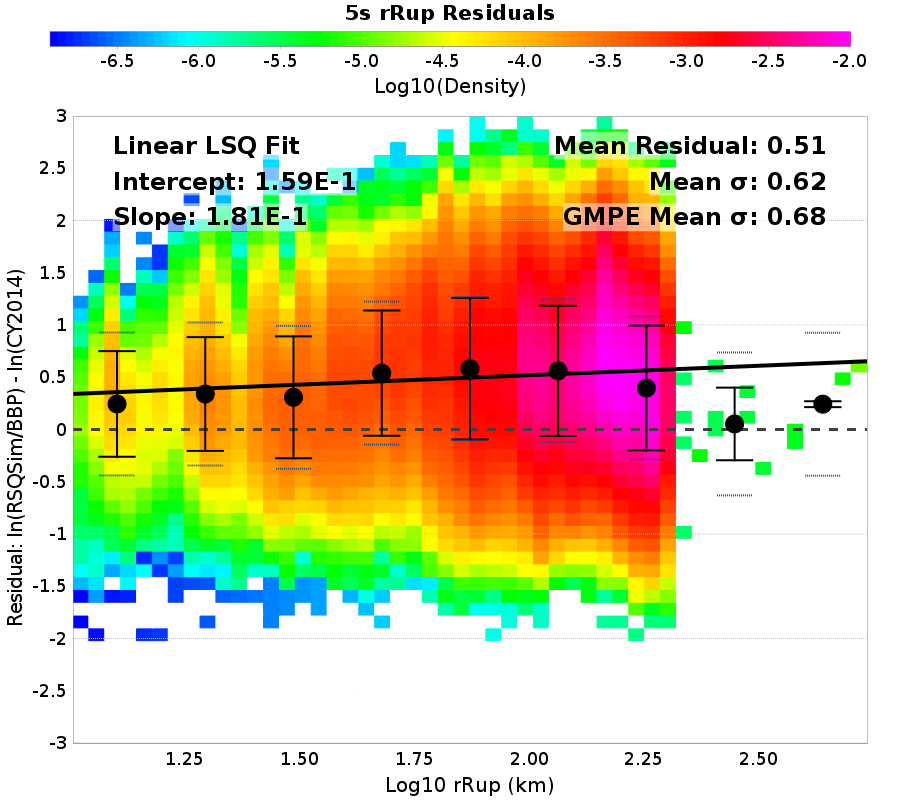 5s rRup Residuals
-6.5 -6.0 -5.5 -5.0 -4.5 -4.0 -3.5 -3.0 -2.5 -2.0
Log10(Density)
Linear LSQ Fit
Intercept: 1.59E-1
Slope: 1.81E-1
Mean Residual: 0.51
Mean σ: 0.62
GMPE Mean σ: 0.68
Residual: ln(RSQSim/BBP) - ln(CY2014)
3
2.5
2
1.5
1
0.5
0
-0.5
-1
-1.5
-2
-2.5
-3
1.25 1.50 1.75 2.00 2.25 2.50
Log10 rRup (km)